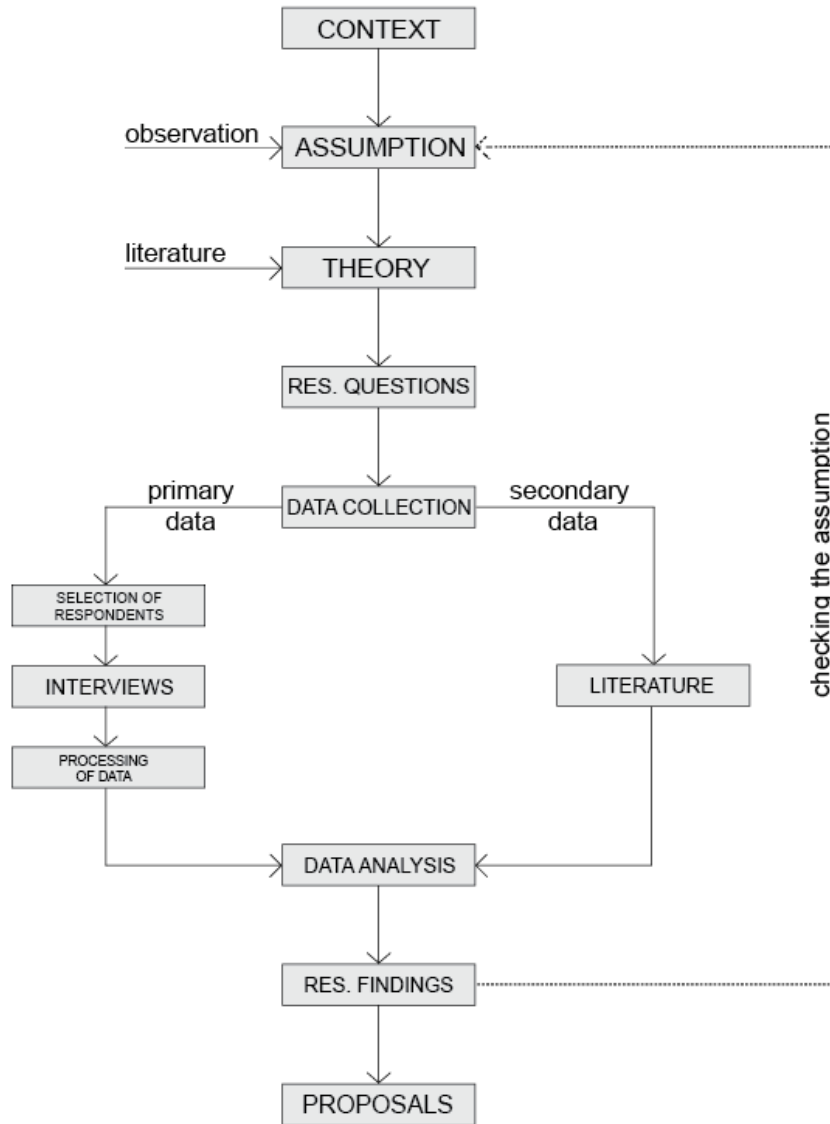 CONTEXT
observation
ASSUMPTION
literature
THEORY
RES. QUESTIONS
primary
data
DATA COLLECTION
secondary
data
SELECTION OF
RESPONDENTS
INTERVIEWS
PROCESSING
OF DATA
LITERATURE
checking the assumption
DATA ANALYSIS
RES. FINDINGS
PROPOSALS